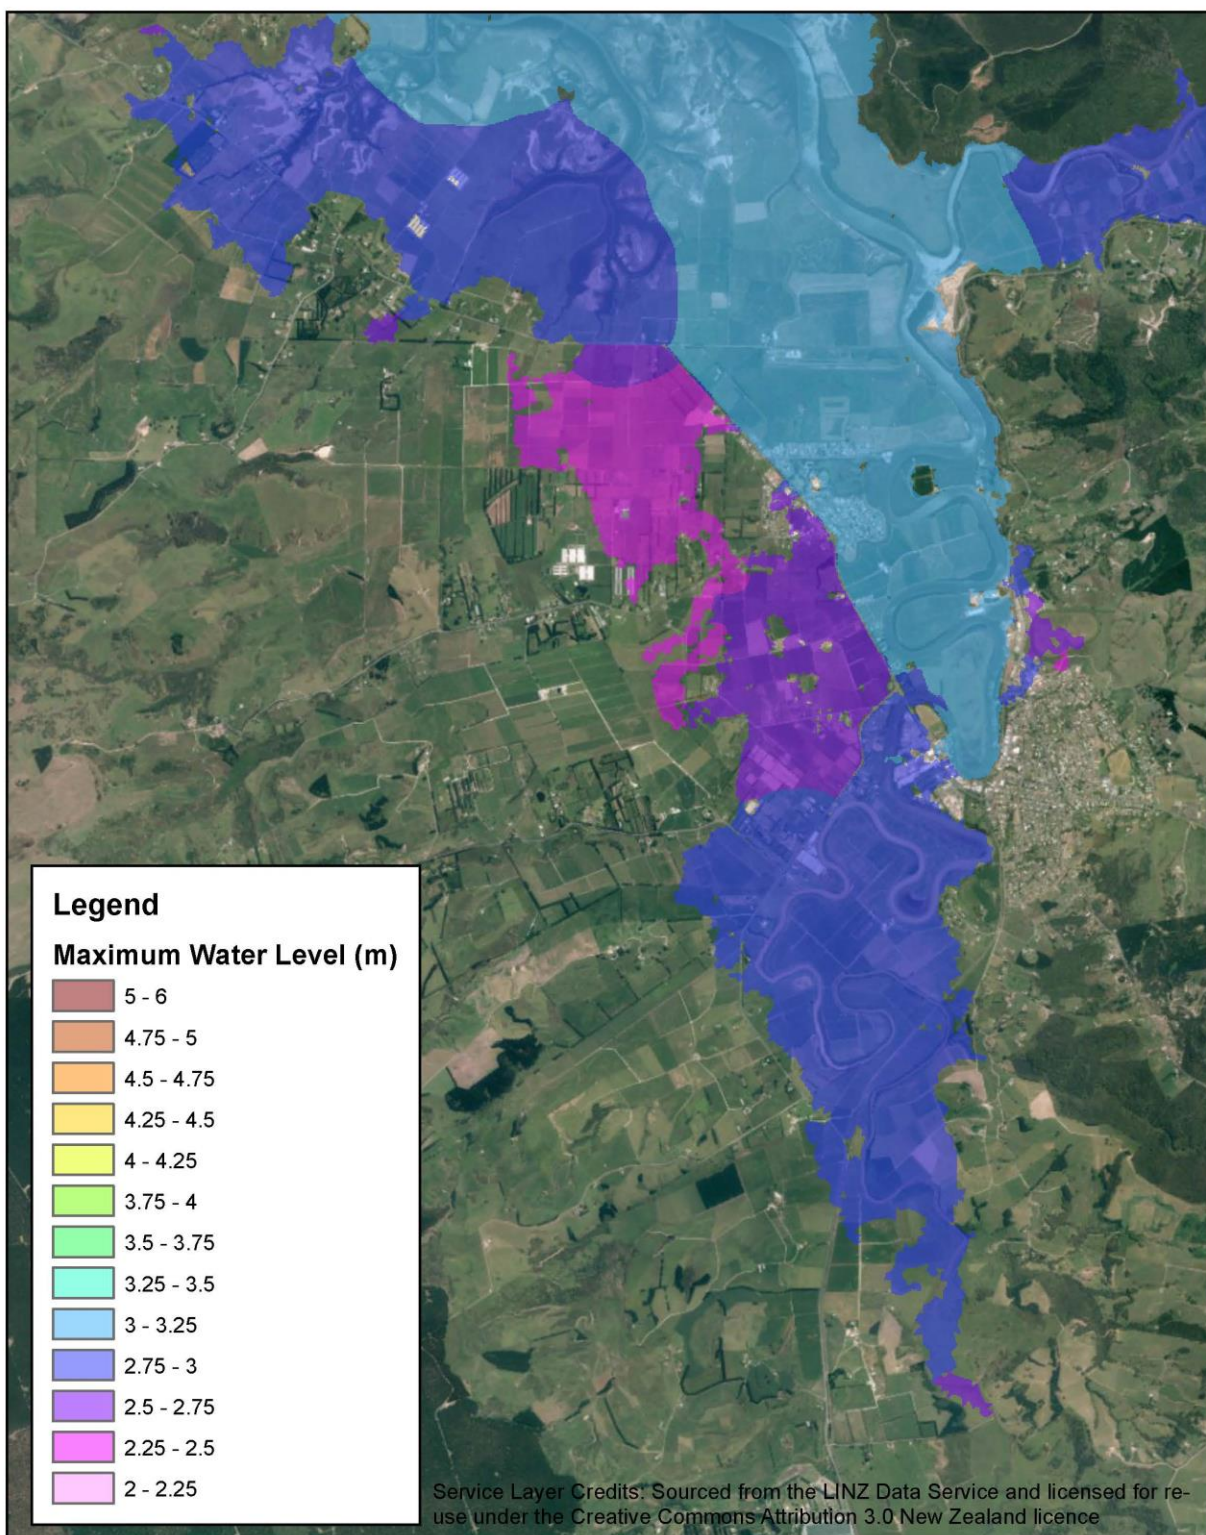 Legend
Maximum Water Level (m)
5 - 6
4.75 - 5
4.5 - 4.75
4.25 - 4.5
4 - 4.25
3.75 - 4
3.5 - 3.75
3.25 - 3.5
3 - 3.25
2.75 - 3
2.5 - 2.75
2.25 - 2.5
2 - 2.25
Service Layer Credits: Sourced from the LINZ Data Service and licensed for re-
use under the Creative Commons Attribution 3.0 New Zealand licence